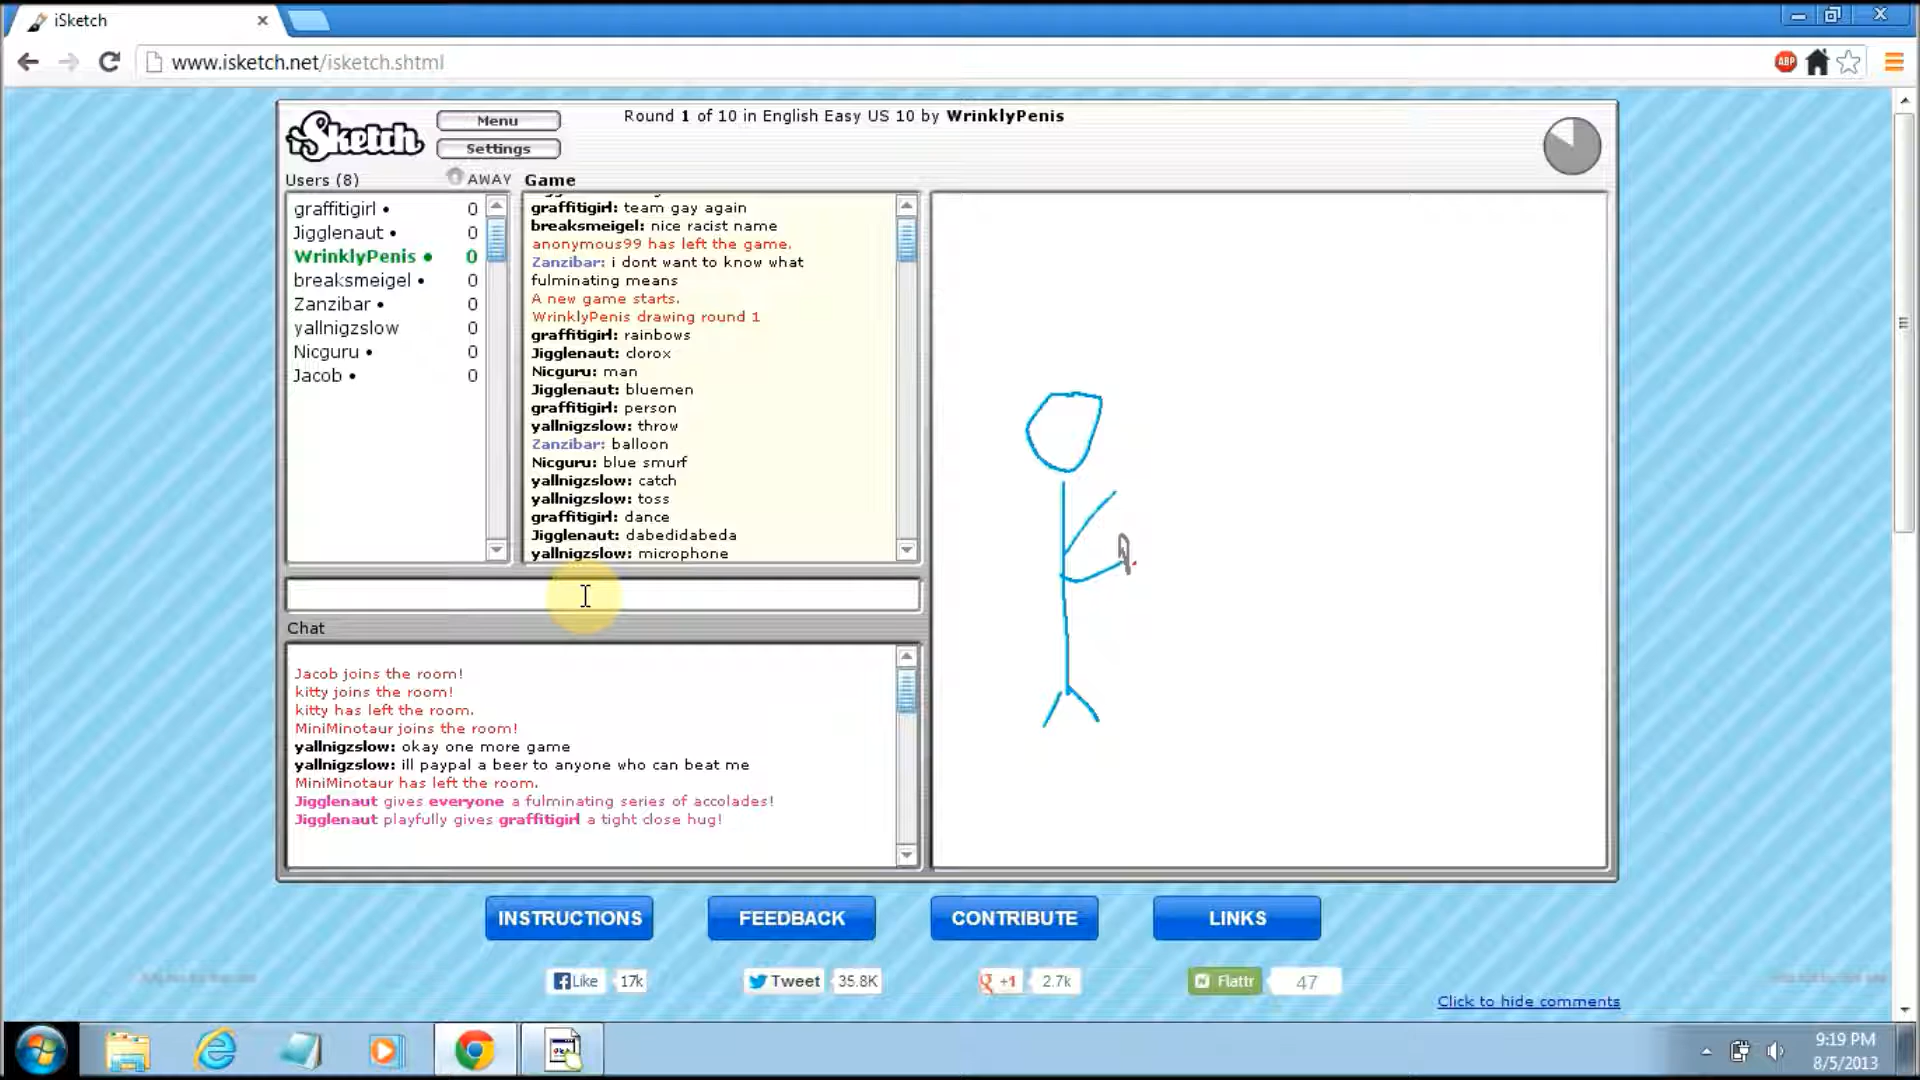 iSketch
www.isketch.net/isketch.shtml
ABP
iSketch
Menu
Settings
Round 1 of 10 in English Easy US 10 by WrinklyPenis
Users (8)
AWAY
Game
graffitigirl • 0
Jigglenaut • 0
WrinklyPenis • 0
breaksmeigel • 0
Zanzibar • 0
yallnigzslow 0
Nicguru • 0
Jacob • 0
graffitigirl: team gay again
breaksmeigel: nice racist name
anonymous99 has left the game.
Zanzibar: i dont want to know what
fulminating means
A new game starts.
WrinklyPenis drawing round 1
graffitigirl: rainbows
Jigglenaut: clorox
Nicguru: man
Jigglenaut: bluemen
graffitigirl: person
yallnigzslow: throw
Zanzibar: balloon
Nicguru: blue smurf
yallnigzslow: catch
yallnigzslow: toss
graffitigirl: dance
Jigglenaut: dabedidabeda
yallnigzslow: microphone
Chat
Jacob joins the room!
kitty joins the room!
kitty has left the room.
MiniMinotaur joins the room!
yallnigzslow: okay one more game
yallnigzslow: ill paypal a beer to anyone who can beat me
MiniMinotaur has left the room.
Jigglenaut gives everyone a fulminating series of accolades!
Jigglenaut playfully gives graffitigirl a tight close hug!
INSTRUCTIONS
FEEDBACK
CONTRIBUTE
LINKS
Like 17k
Tweet 35.8K
+1 2.7k
Flattr 47
Click to hide comments
9:19 PM
8/5/2013